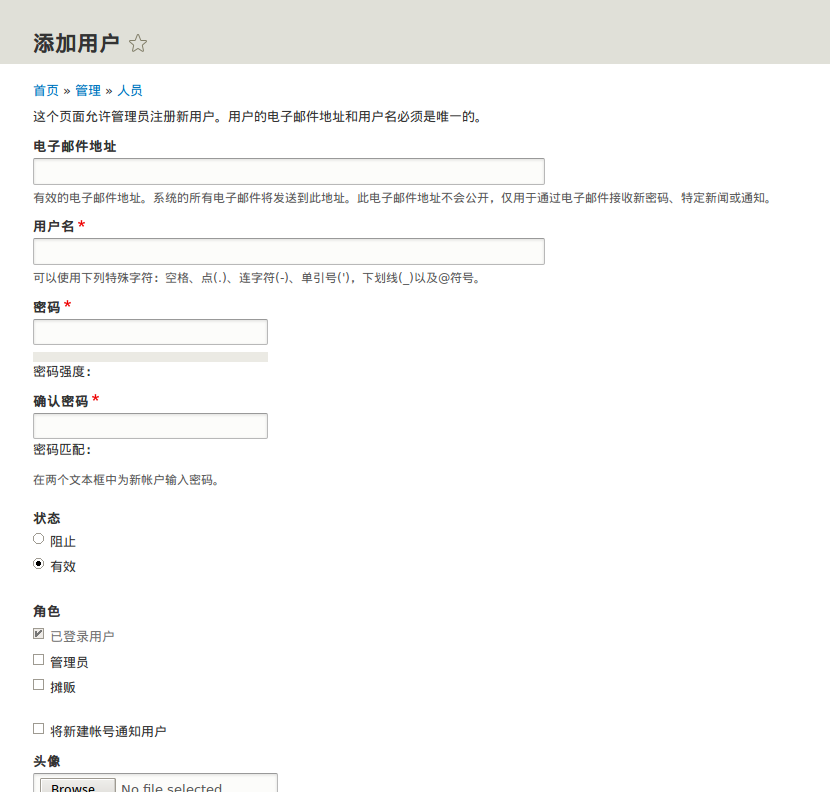 添加用户
首页 » 管理 » 人员
这个页面允许管理员注册新用户。用户的电子邮件地址和用户名必须是唯一的。
电子邮件地址
有效的电子邮件地址。系统的所有电子邮件将发送到此地址。此电子邮件地址不会公开，仅用于通过电子邮件接收新密码、特定新闻或通知。
用户名*
可以使用下列特殊字符：空格、点(.)、连字符(-)、单引号(')，下划线(_)以及@符号。
密码*
密码强度：
确认密码*
密码匹配：
在两个文本框中为新帐户输入密码。
状态
阻止
有效
角色
已登录用户
管理员
摊贩
将新建帐号通知用户
头像
Browse... No file selected.